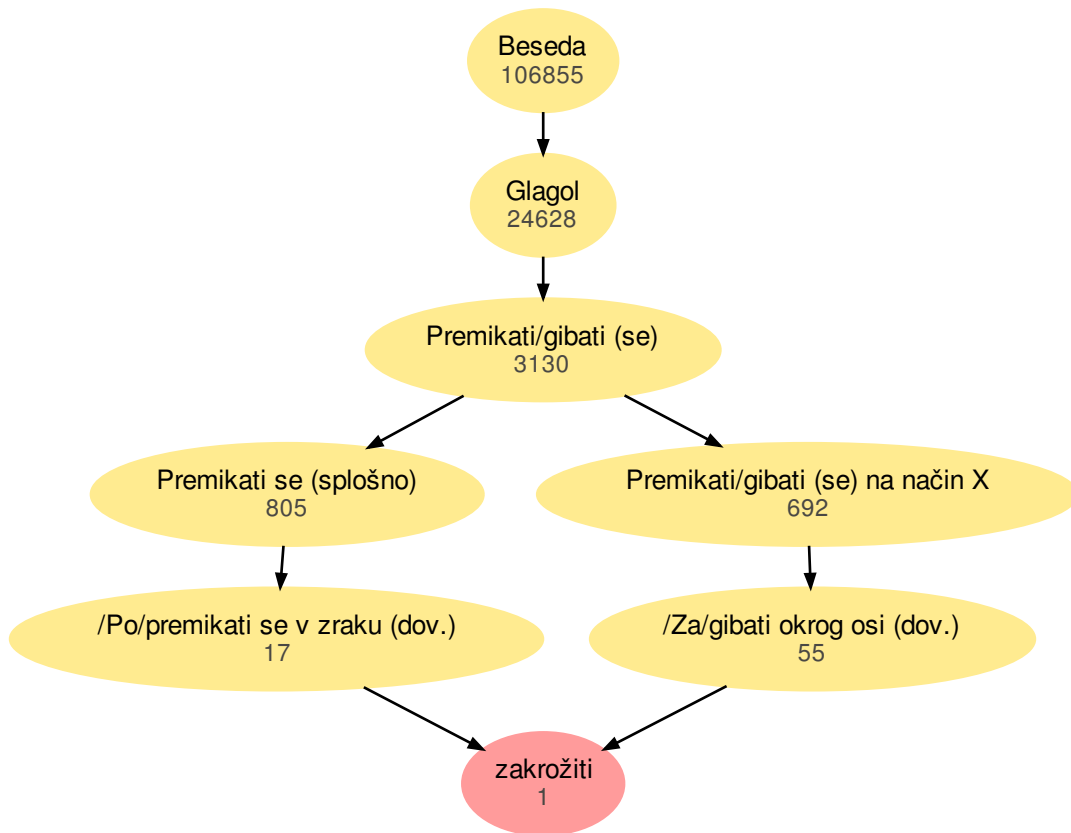 Beseda
106855
Glagol
24628
Premikati/gibati (se)
3130
Premikati se (splošno)
805
Premikati/gibati (se) na način X
692
/Po/premikati se v zraku (dov.)
17
/Za/gibati okrog osi (dov.)
55
zakrožiti
1